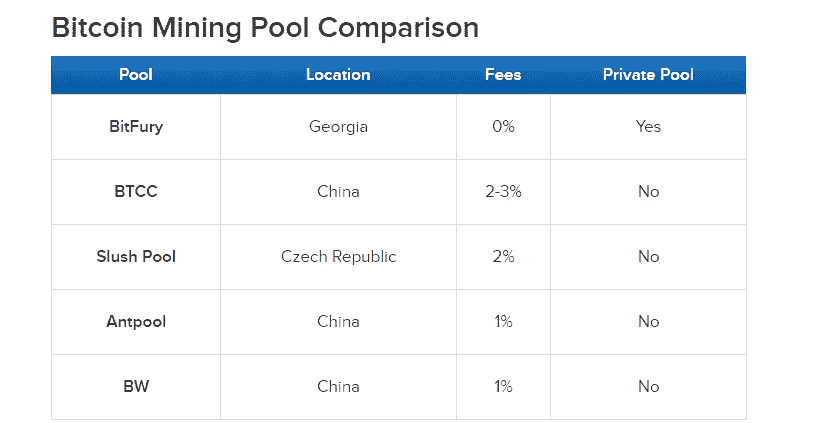 Bitcoin Mining Pool Comparison
Pool Location Fees Private Pool
BitFury Georgia 0% Yes
BTCC China 2-3% No
Slush Pool Czech Republic 2% No
Antpool China 1% No
BW China 1% No